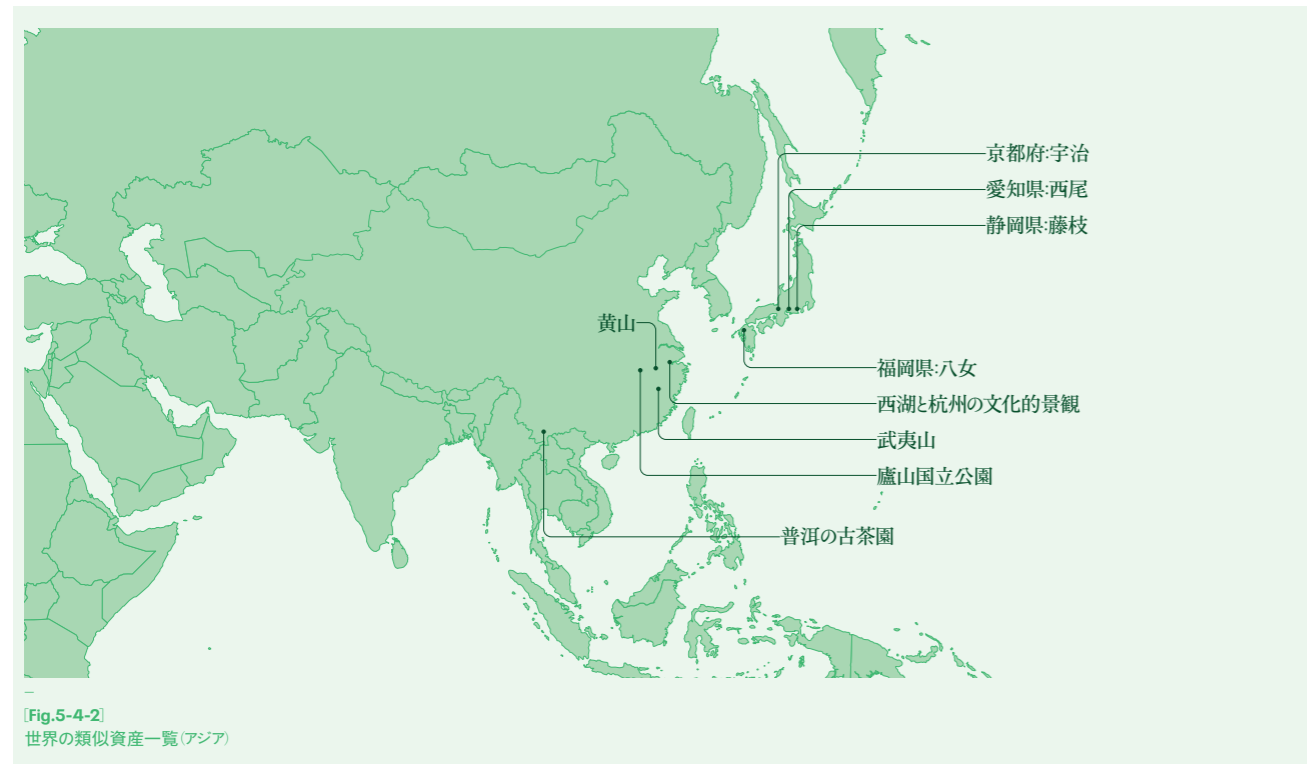 京都府:宇治
愛知県:西尾
静岡県:藤枝
黄山
福岡県:八女
西湖と杭州の文化的景観
武夷山
廬山国立公園
普洱の古茶園
[Fig.5-4-2]
世界の類似資産一覧(アジア)